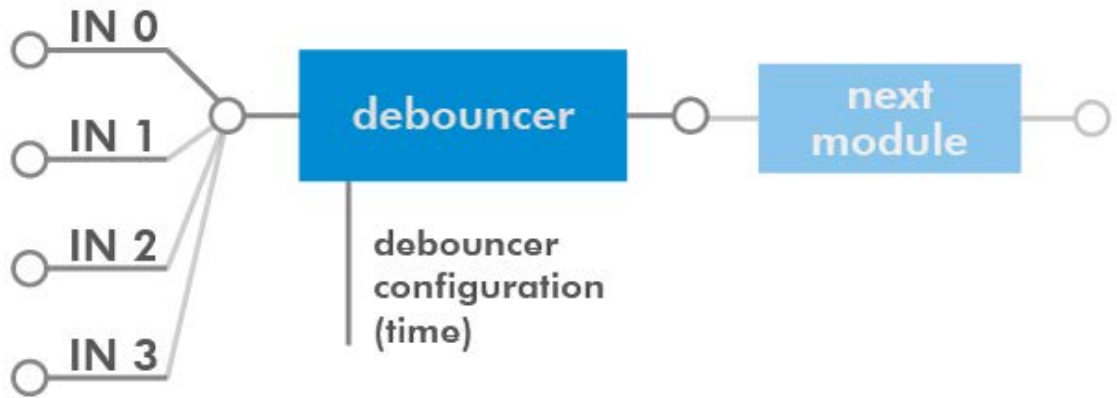 IN 0
IN 1
IN 2
IN 3
debouncer
debouncer
configuration
(time)
next
module